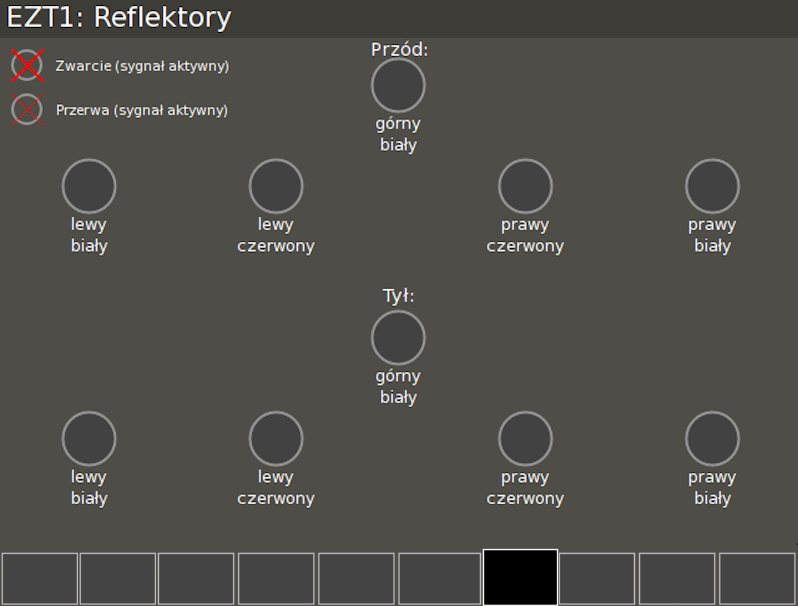 EZT1: Reflektory
Zwarcie (sygnał aktywny)
Przerwa (sygnał aktywny)
Przód:
górny
biały
lewy
biały
lewy
czerwony
prawy
czerwony
prawy
biały
Tył:
górny
biały
lewy
biały
lewy
czerwony
prawy
czerwony
prawy
biały